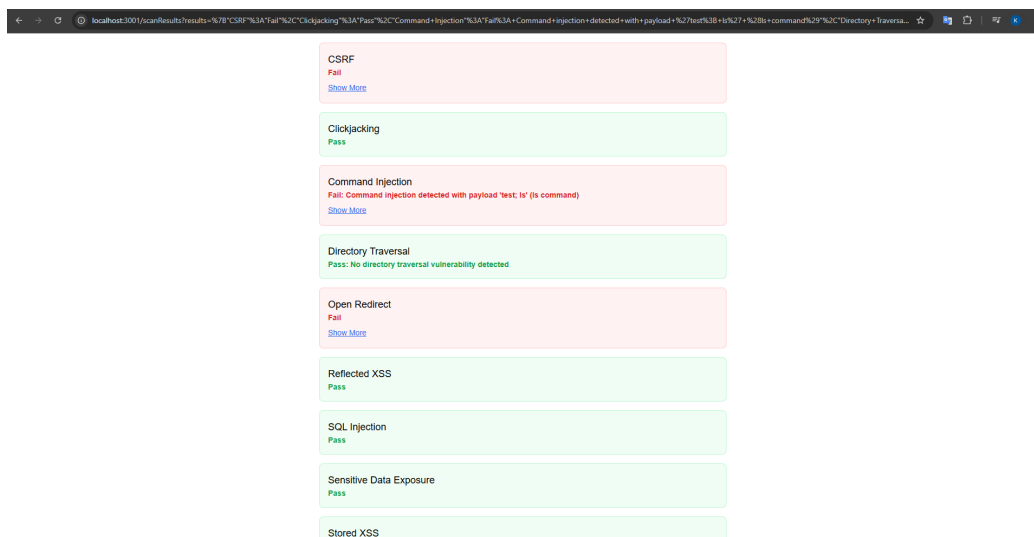 localhost:3001/scanResults?results=%7B"CSRF"%3A"Fail"%2C"Clickjacking"%3A"Pass"%2C"Command+Injection"%3A"Fail%3A+Command+injection+detected+with+payload+%27test%3B+ls%27+%28ls+command%29"%2C"Directory+Traversa...
K
CSRF
Fail
Show More
Clickjacking
Pass
Command Injection
Fail: Command injection detected with payload 'test; ls' (ls command)
Show More
Directory Traversal
Pass: No directory traversal vulnerability detected
Open Redirect
Fail
Show More
Reflected XSS
Pass
SQL Injection
Pass
Sensitive Data Exposure
Pass
Stored XSS